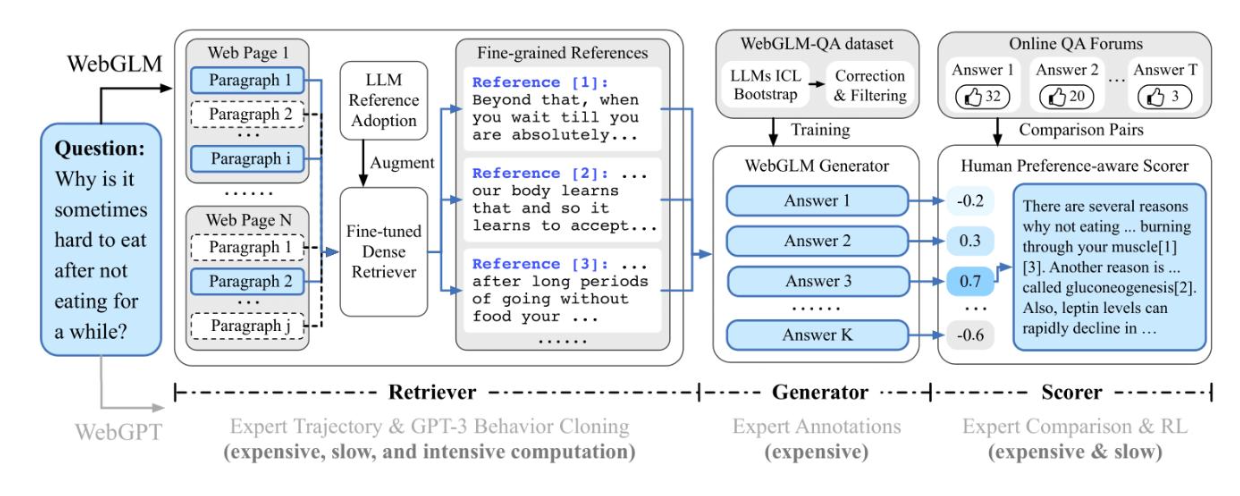 WebGLM
Question:
Why is it
sometimes
hard to eat
after not
eating for
a while?
WebGPT
Web Page 1
Paragraph 1
Paragraph 2
...
Paragraph i
......
Web Page N
Paragraph 1
Paragraph 2
...
Paragraph j
LLM
Reference
Adoption
Augment
Fine-tuned
Dense
Retriever
Fine-grained References
Reference [1]:
Beyond that, when
you wait till you
are absolutely...
Reference [2]: ...
our body learns
that and so it
learns to accept...
Reference [3]: ...
after long periods
of going without
food your ...
......
WebGLM-QA dataset
LLMs ICL
Bootstrap
Correction
& Filtering
Training
WebGLM Generator
Answer 1
Answer 2
Answer 3
......
Answer K
Online QA Forums
Answer 1
32
Answer 2
20
...
Answer T
3
Comparison Pairs
Human Preference-aware Scorer
-0.2
0.3
0.7
...
-0.6
There are several reasons
why not eating ... burning
through your muscle[1]
[3]. Another reason is ...
called gluconeogenesis[2].
Also, leptin levels can
rapidly decline in ...
Retriever
Expert Trajectory & GPT-3 Behavior Cloning
(expensive, slow, and intensive computation)
Generator
Expert Annotations
(expensive)
Scorer
Expert Comparison & RL
(expensive & slow)